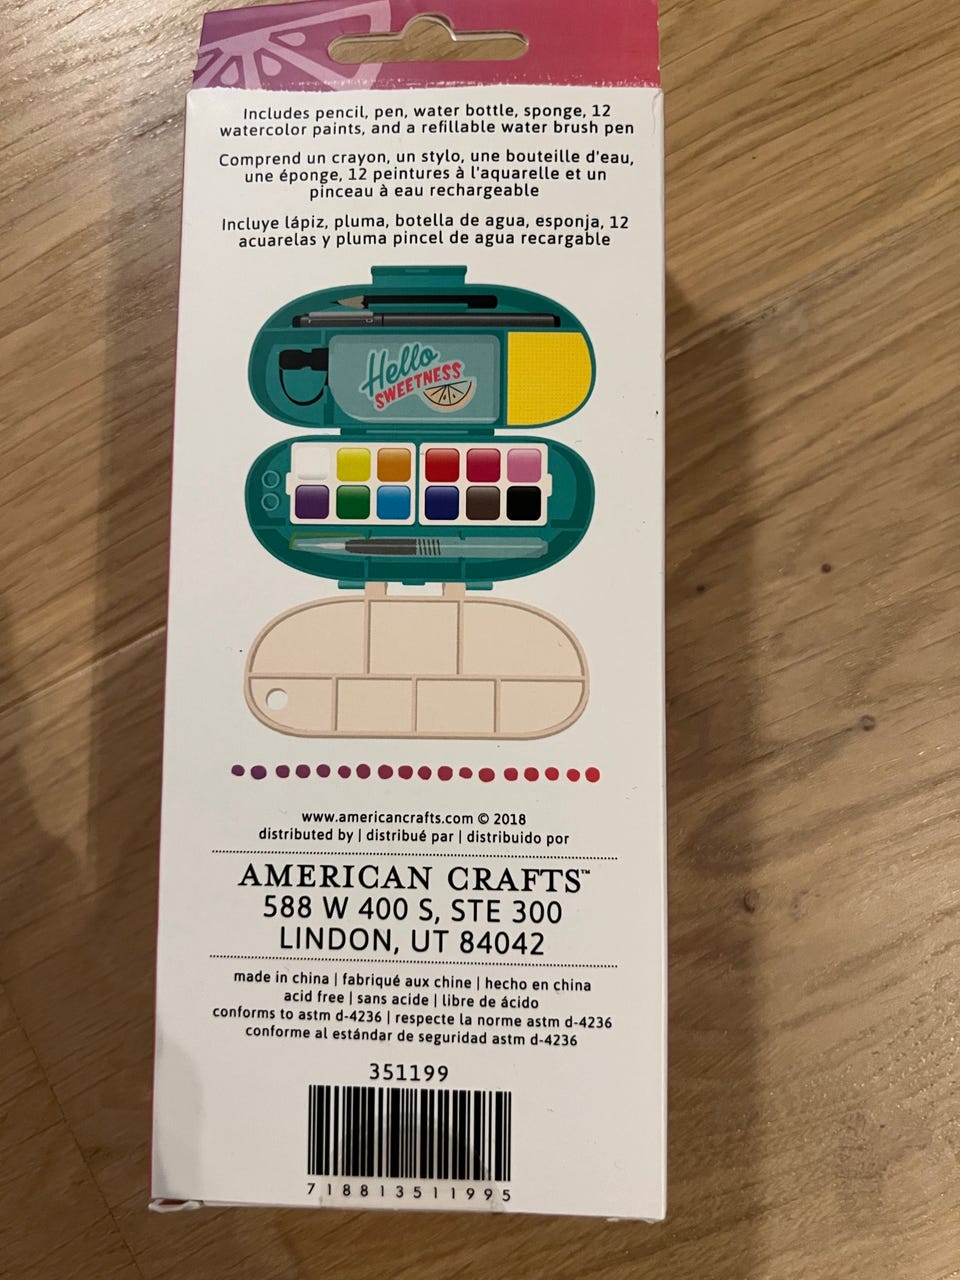 Includes pencil, pen, water bottle, sponge, 12
watercolor paints, and a refillable water brush pen
Comprend un crayon, un stylo, une bouteille d'eau,
une éponge, 12 peintures à l'aquarelle et un
pinceau à eau rechargeable
Incluye lápiz, pluma, botella de agua, esponja, 12
acuarelas y pluma pincel de agua recargable
Hello
SWEETNESS
www.americancrafts.com © 2018
distributed by | distribué par | distribuido por
AMERICAN CRAFTS™
588 W 400 S, STE 300
LINDON, UT 84042
made in china | fabriqué aux chine | hecho en china
acid free | sans acide | libre de ácido
conforms to astm d-4236 | respecte la norme astm d-4236
conforme al estándar de seguridad astm d-4236
351199
7 18813 51199 5